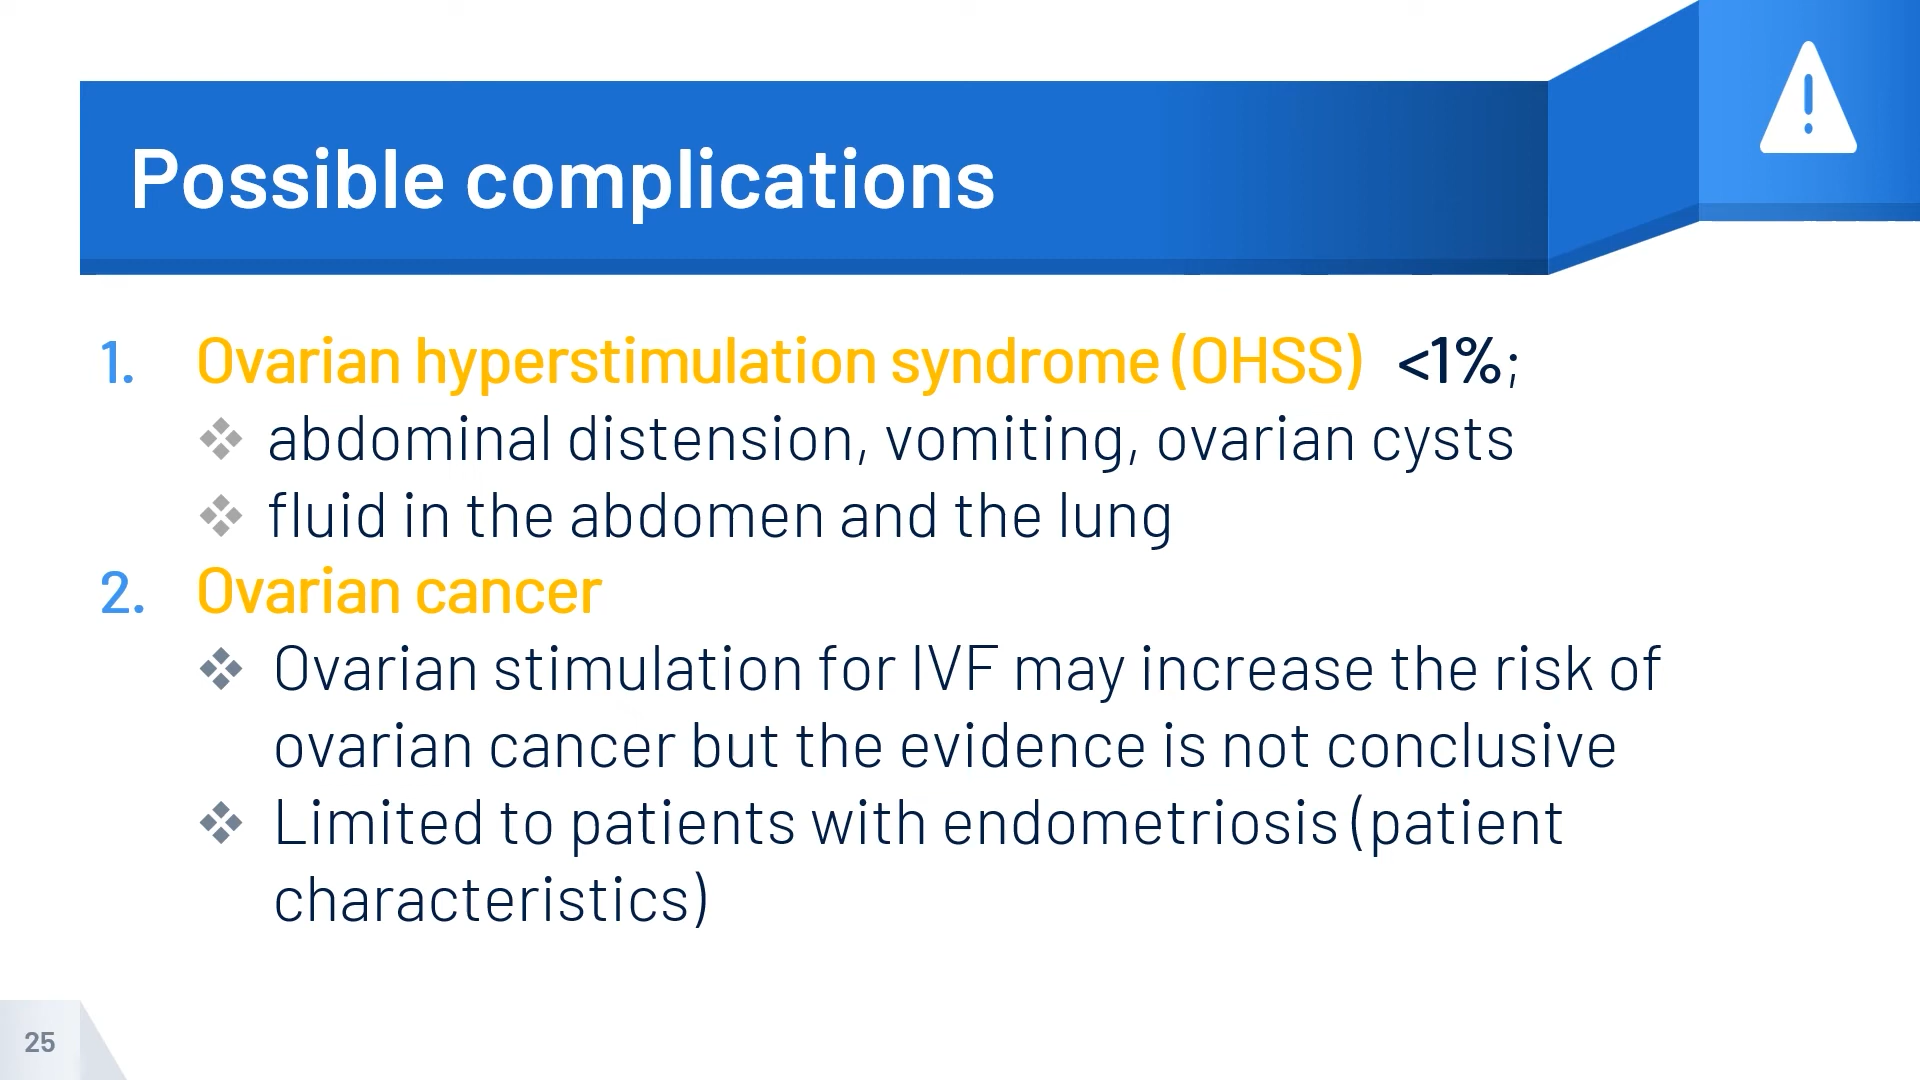 Possible complications
1. Ovarian hyperstimulation syndrome (OHSS) <1%;
❖ abdominal distension, vomiting, ovarian cysts
❖ fluid in the abdomen and the lung
2. Ovarian cancer
❖ Ovarian stimulation for IVF may increase the risk of
ovarian cancer but the evidence is not conclusive
❖ Limited to patients with endometriosis (patient
characteristics)
25